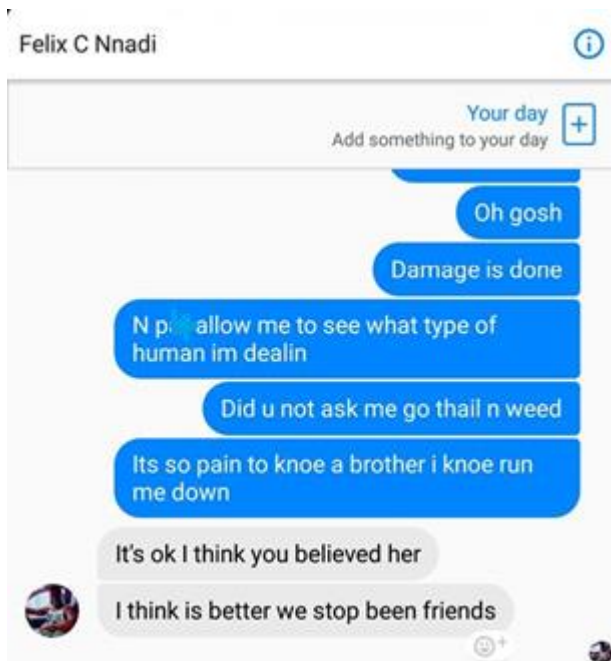 Felix C Nnadi
Your day
Add something to your day
Oh gosh
Damage is done
N allow me to see what type of
human im dealin
Did u not ask me go thail n weed
Its so pain to knoe a brother i knoe run
me down
It's ok I think you believed her
I think is better we stop been friends